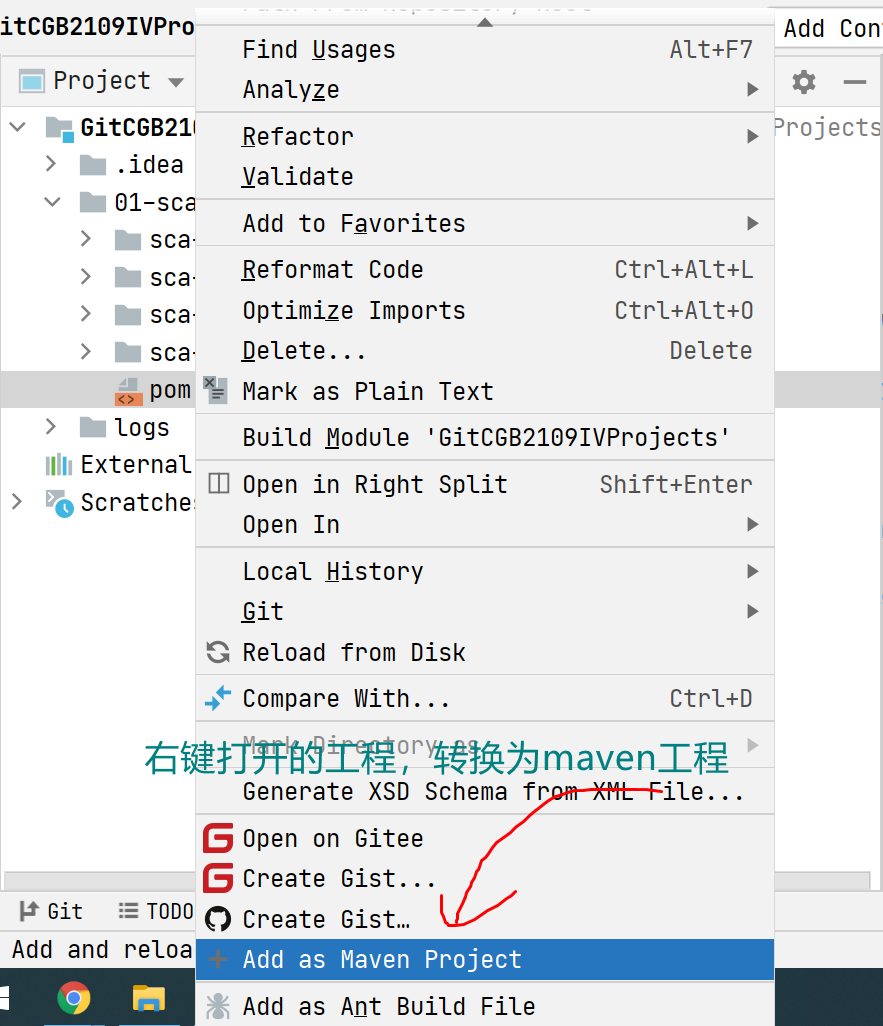 itCGB2109IVPro
Add Con
Project
Projects
GitCGB210
.idea
01-sca
sca-
sca-
sca-
sca-
pom
logs
External
Scratches
Find Usages Alt+F7
Analyze
Refactor
Validate
Add to Favorites
Reformat Code Ctrl+Alt+L
Optimize Imports Ctrl+Alt+O
Delete... Delete
Mark as Plain Text
Build Module 'GitCGB2109IVProjects'
Open in Right Split Shift+Enter
Open In
Local History
Git
Reload from Disk
Compare With... Ctrl+D
Mark Directory as
右键打开的工程，转换为maven工程
Generate XSD Schema from XML File...
Open on Gitee
Create Gist...
Create Gist…
Add as Maven Project
Add as Ant Build File
Git TODO
Add and reloa